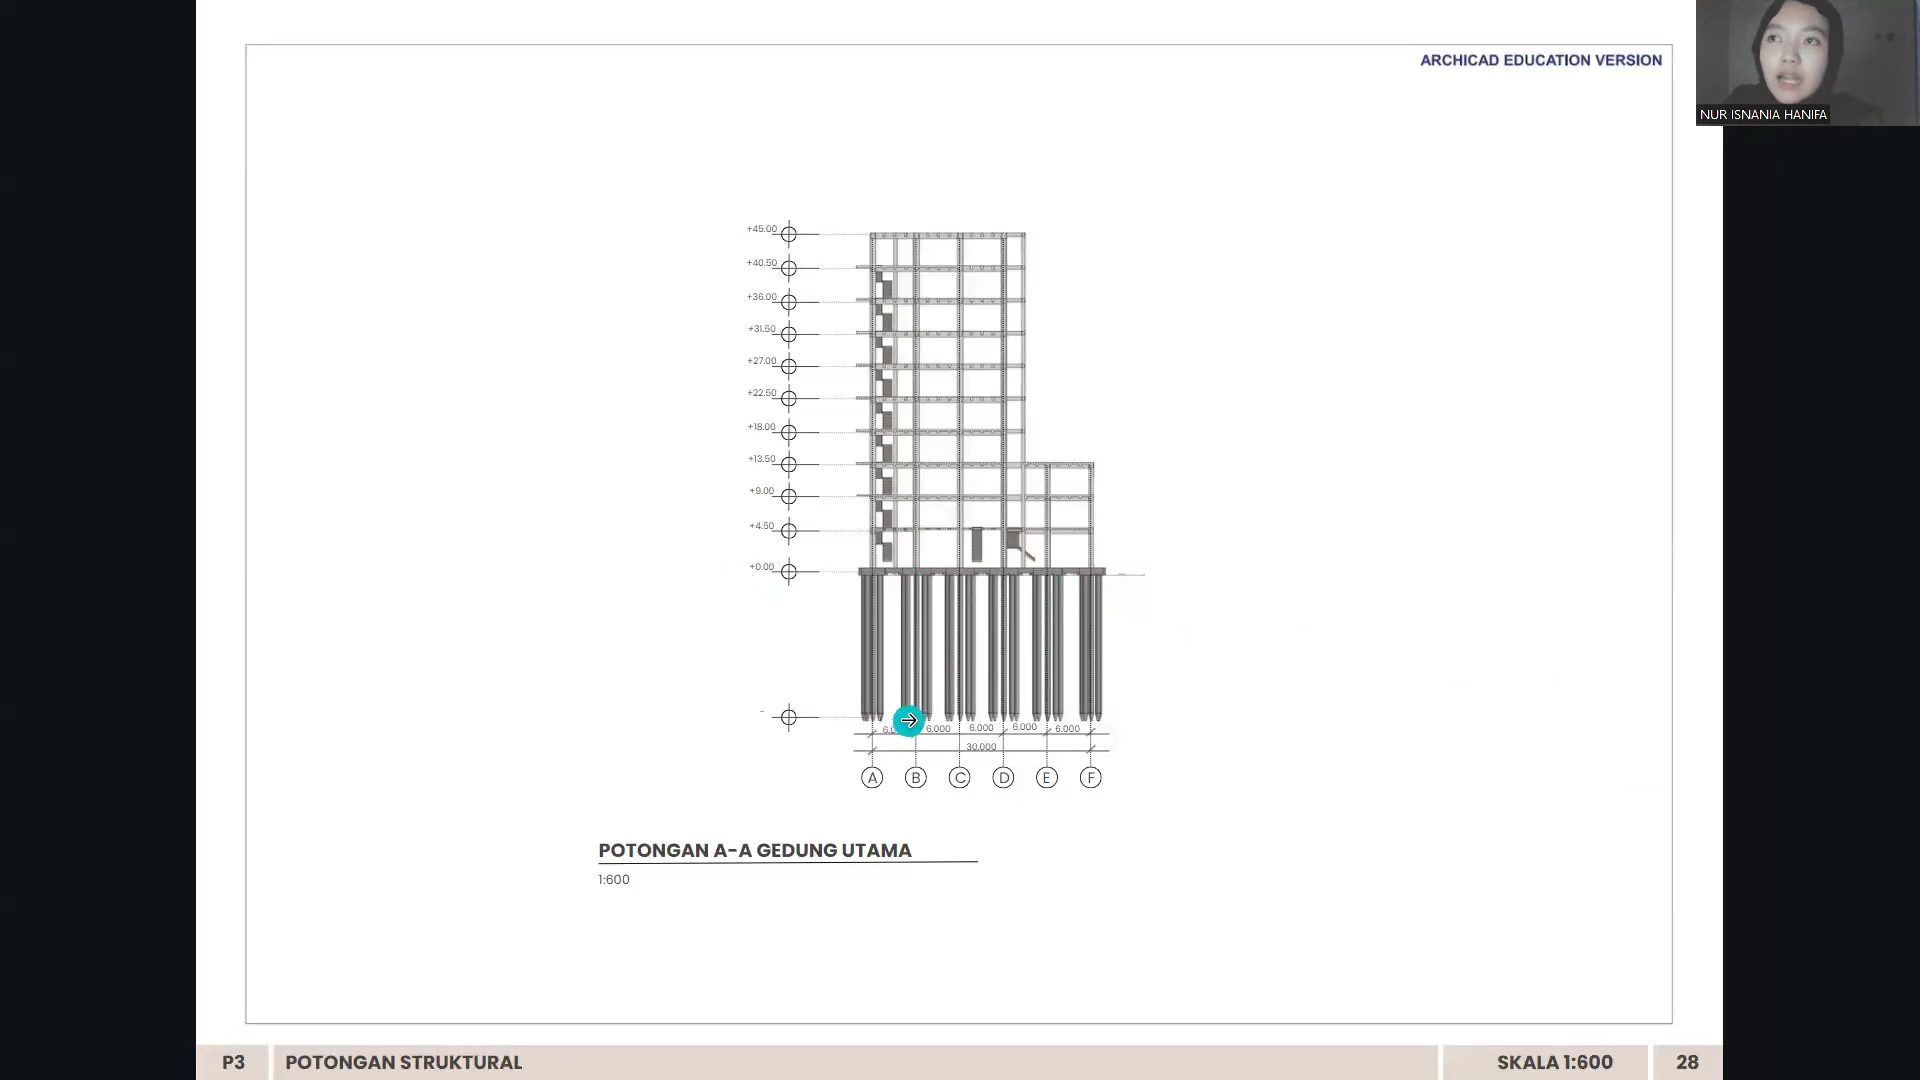 ARCHICAD EDUCATION VERSION
NUR ISNANIA HANIFA
+45.00
+40.50
+36.00
+31.50
+27.00
+22.50
+18.00
+13.50
+9.00
+4.50
+0.00
6.000 6.000 6.000 6.000
30.000
A B C D E F
POTONGAN A-A GEDUNG UTAMA
1:600
P3 POTONGAN STRUKTURAL SKALA 1:600 28